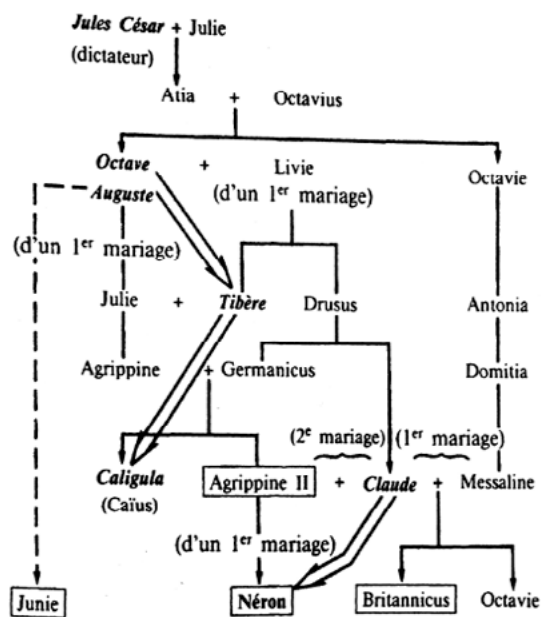 Jules César + Julie
(dictateur)
Atia + Octavius
Octave + Livie Octavie
Auguste (d'un 1er mariage)
(d'un 1er mariage)
Julie + Tibère Drusus Antonia
Agrippine + Germanicus Domitia
(2e mariage) (1er mariage)
Caligula Agrippine II + Claude + Messaline
(Caïus)
(d'un 1er mariage)
Junie Néron Britannicus Octavie